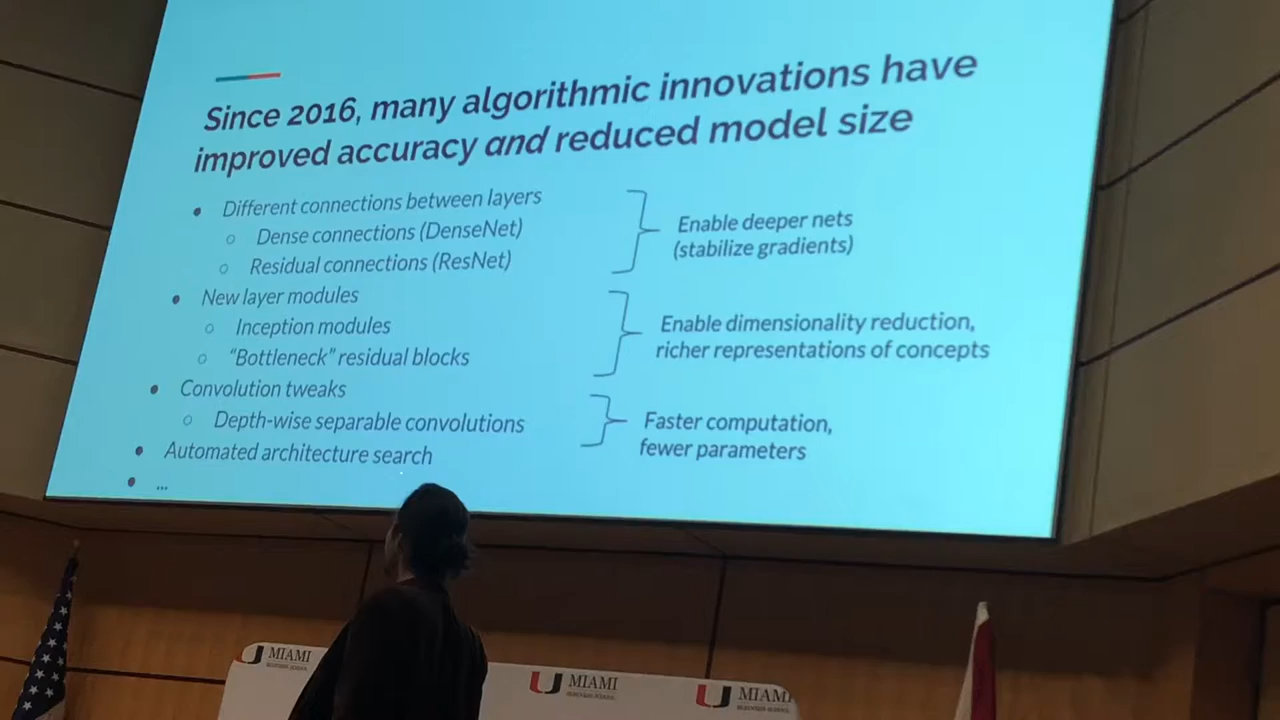 Since 2016, many algorithmic innovations have
improved accuracy and reduced model size
• Different connections between layers
○ Dense connections (DenseNet)
○ Residual connections (ResNet)
Enable deeper nets
(stabilize gradients)
• New layer modules
○ Inception modules
○ “Bottleneck” residual blocks
Enable dimensionality reduction,
richer representations of concepts
• Convolution tweaks
○ Depth-wise separable convolutions
Faster computation,
fewer parameters
• Automated architecture search
• ...
MIAMI
MIAMI
MIAMI